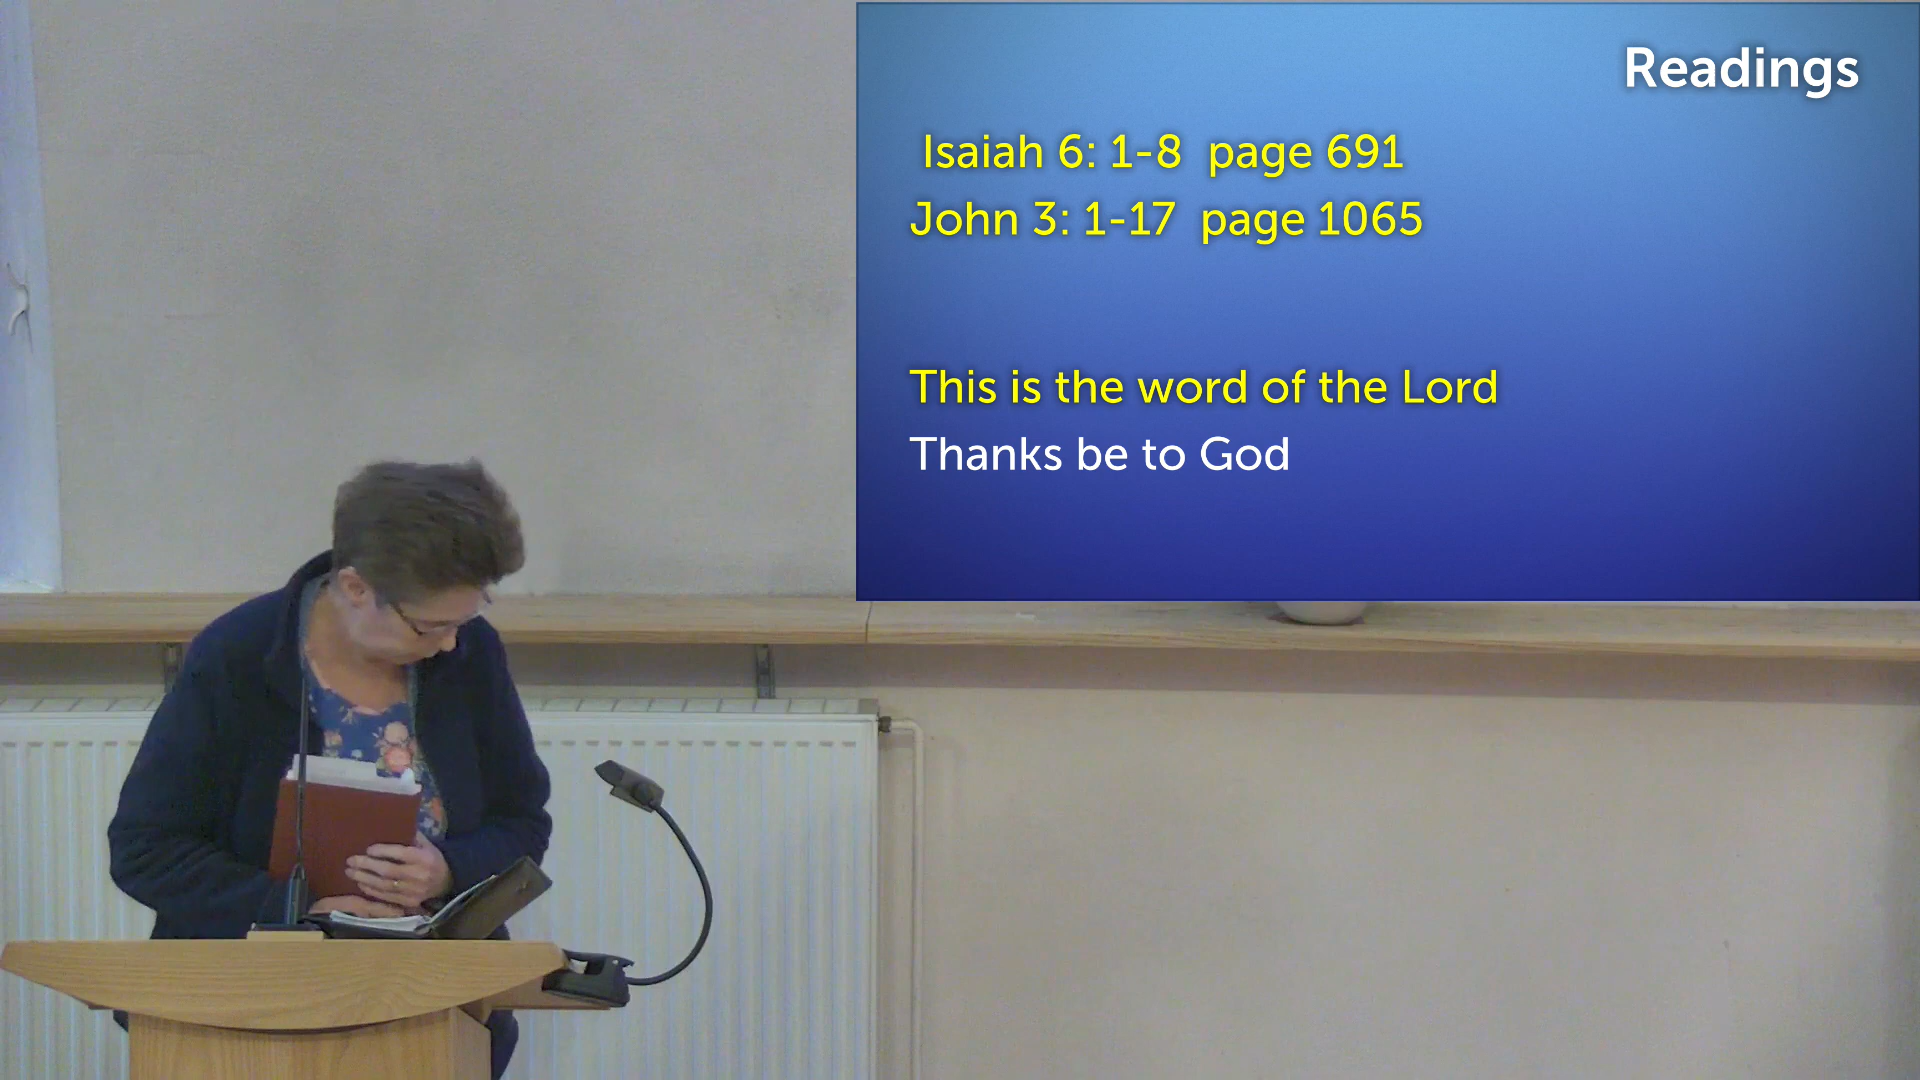 Readings
Isaiah 6: 1-8 page 691
John 3: 1-17 page 1065
This is the word of the Lord
Thanks be to God